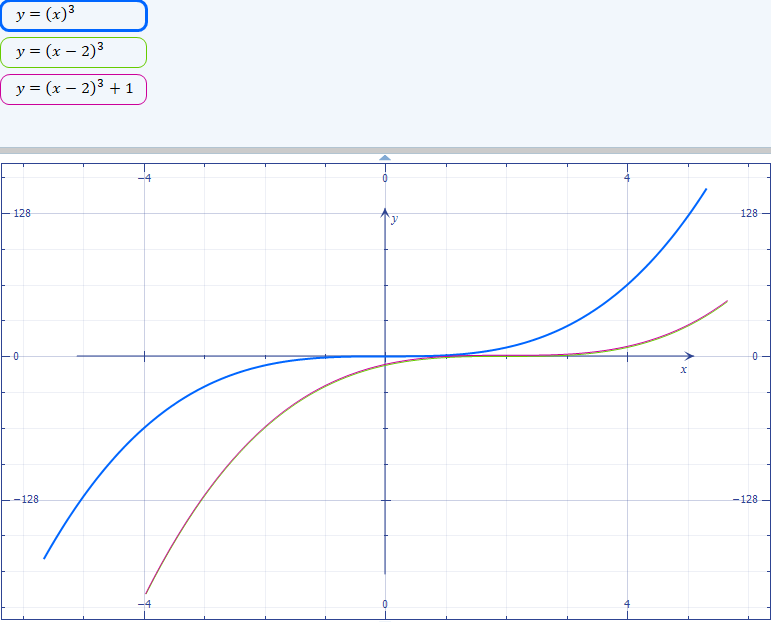 y = (x)³
y = (x − 2)³
y = (x − 2)³ + 1
−4 0 4
128 y 128
0 0
x
−128 −128
−4 0 4